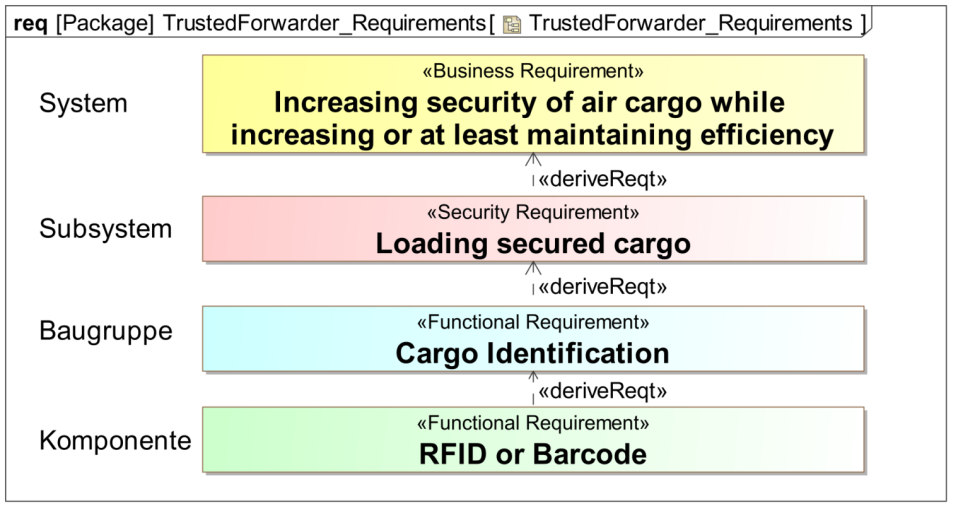 req [Package] TrustedForwarder_Requirements[ TrustedForwarder_Requirements ]
System
«Business Requirement»
Increasing security of air cargo while
increasing or at least maintaining efficiency
«deriveReqt»
Subsystem
«Security Requirement»
Loading secured cargo
«deriveReqt»
Baugruppe
«Functional Requirement»
Cargo Identification
«deriveReqt»
Komponente
«Functional Requirement»
RFID or Barcode